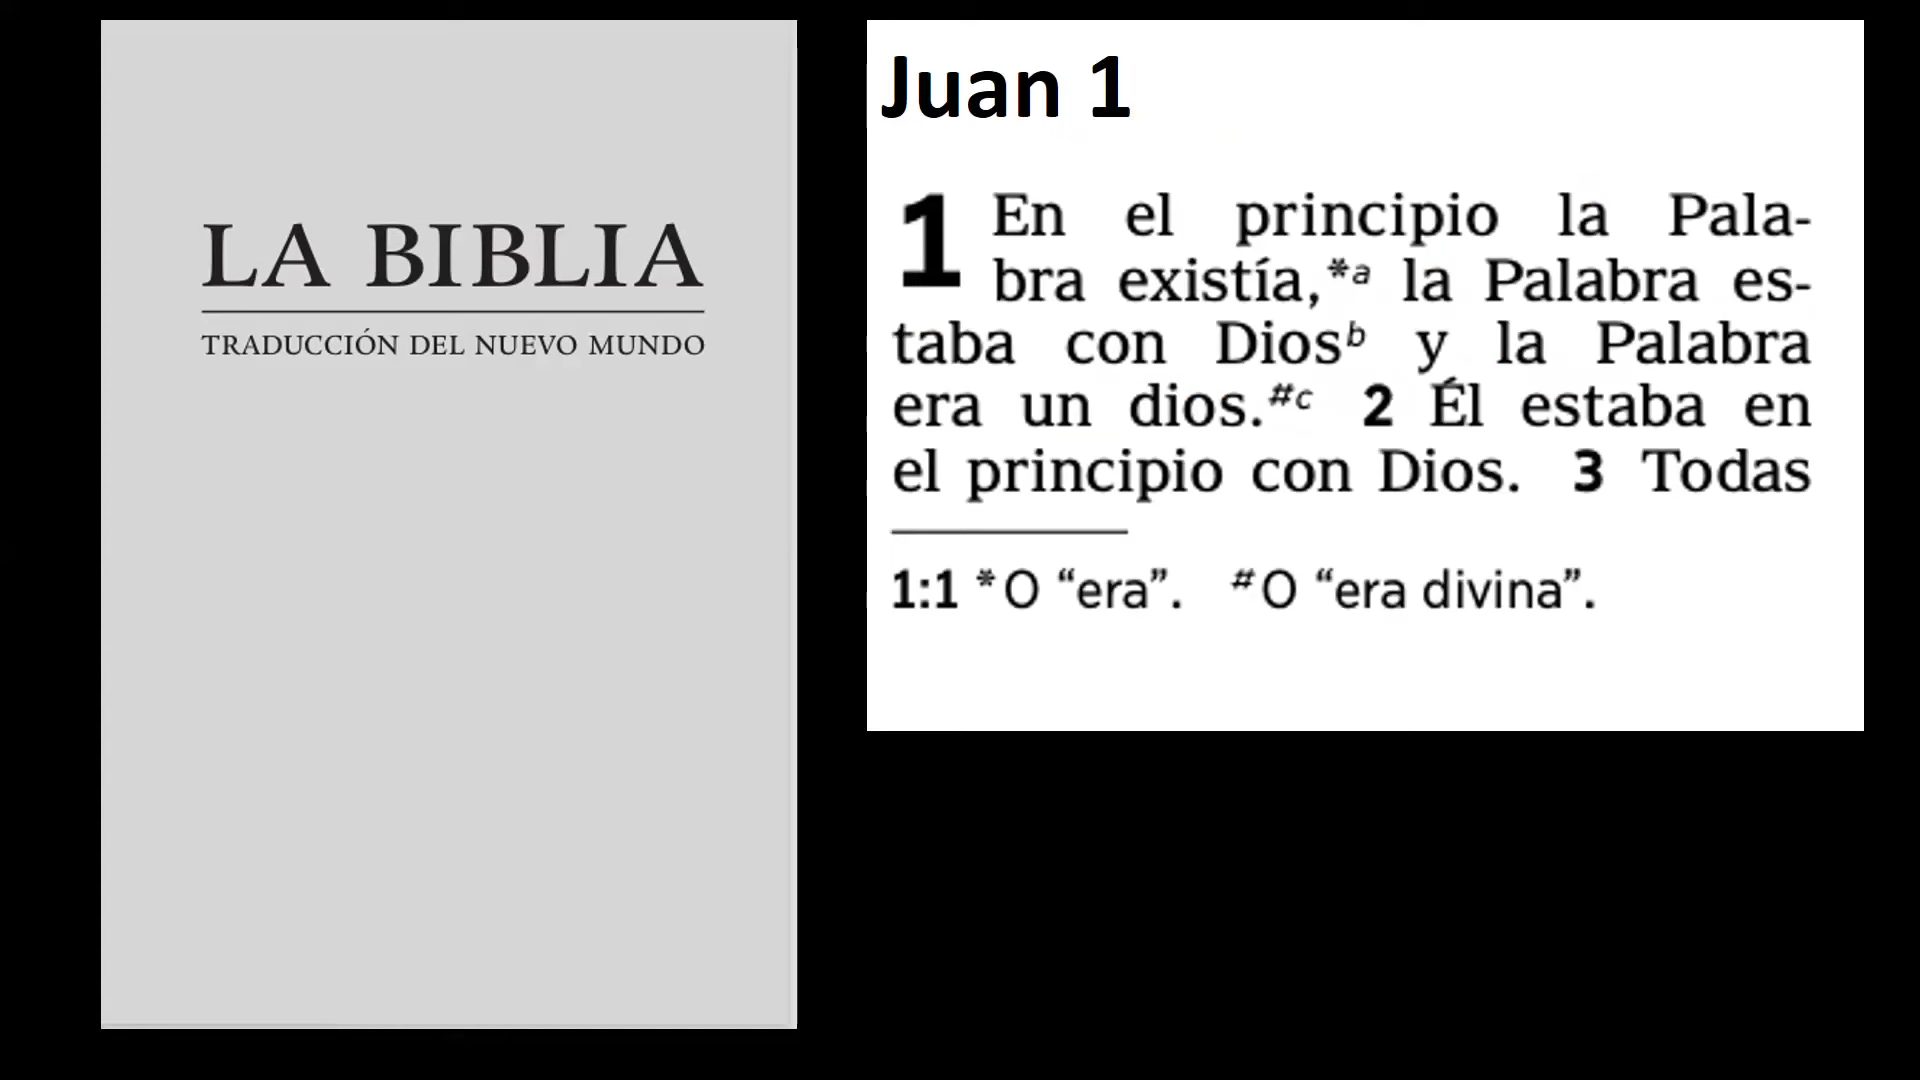 LA BIBLIA
TRADUCCIÓN DEL NUEVO MUNDO
Juan 1
1 En el principio la Pala-
bra existía,*a la Palabra es-
taba con Diosb y la Palabra
era un dios.#c 2 Él estaba en
el principio con Dios. 3 Todas
1:1 *O “era”. #O “era divina”.